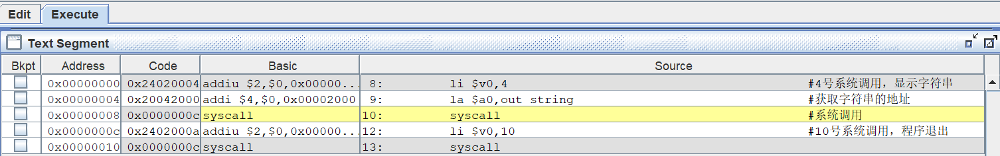 Edit Execute
Text Segment
Bkpt Address Code Basic Source
0x00000000 0x24020004 addiu $2,$0,0x00000... 8: li $v0,4 #4号系统调用，显示字符串
0x00000004 0x20042000 addi $4,$0,0x00002000 9: la $a0,out_string #获取字符串的地址
0x00000008 0x0000000c syscall 10: syscall #系统调用
0x0000000c 0x2402000a addiu $2,$0,0x00000... 12: li $v0,10 #10号系统调用，程序退出
0x00000010 0x0000000c syscall 13: syscall